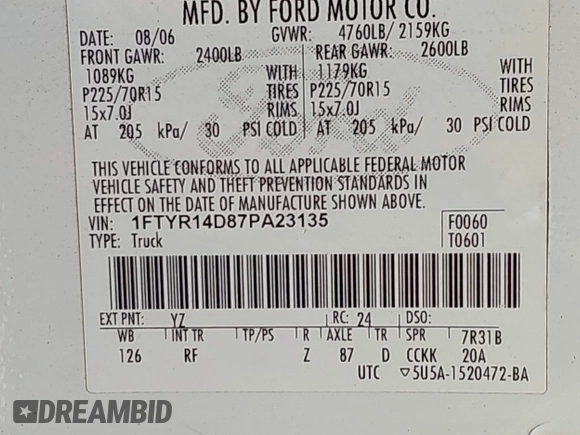 MFD. BY FORD MOTOR CO.
DATE: 08/06 GVWR: 4760LB/ 2159KG
FRONT GAWR: 2400LB REAR GAWR: 2600LB
1089KG WITH 1179KG WITH
P225/70R15 TIRES P225/70R15 TIRES
15x7.0J RIMS 15x7.0J RIMS
AT 205 kPa/ 30 PSI COLD AT 205 kPa/ 30 PSI COLD
THIS VEHICLE CONFORMS TO ALL APPLICABLE FEDERAL MOTOR
VEHICLE SAFETY AND THEFT PREVENTION STANDARDS IN
EFFECT ON THE DATE OF MANUFACTURE SHOWN ABOVE.
VIN: 1FTYR14D87PA23135 F0060
TYPE: Truck T0601
EXT PNT: YZ RC: 24 DSO:
WB INT TR TP/PS R AXLE TR SPR 7R31B
126 RF Z 87 D CCKK 20A
UTC ▽5U5A-1520472-BA
Ford
DREAMBID